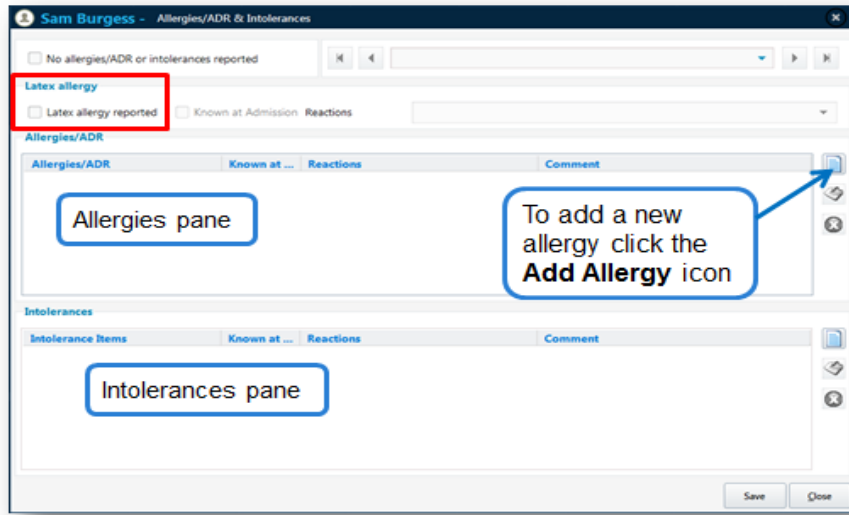 Sam Burgess - Allergies/ADR & Intolerances
No allergies/ADR or intolerances reported
Latex allergy
Latex allergy reported Known at Admission Reactions
Allergies/ADR
Allergies/ADR Known at ... Reactions Comment
Allergies pane
To add a new
allergy click the
Add Allergy icon
Intolerances
Intolerance Items Known at ... Reactions Comment
Intolerances pane
Save Close